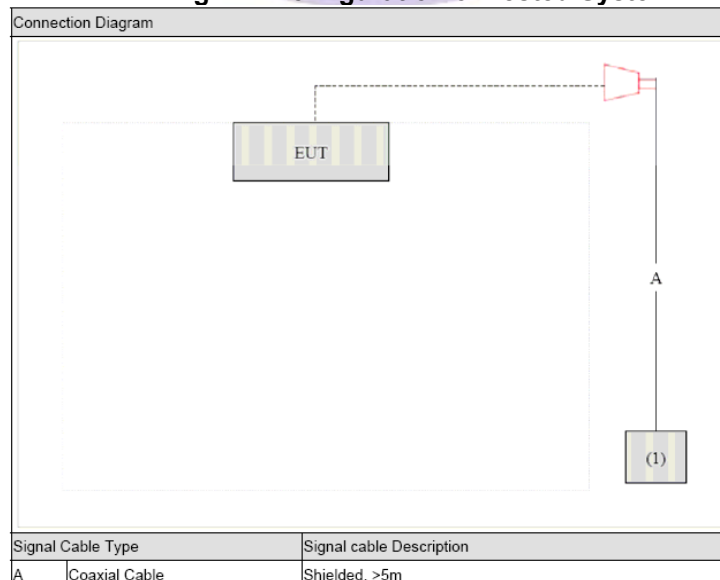 Connection Diagram
EUT
A
(1)
Signal Cable Type Signal cable Description
A Coaxial Cable Shielded, >5m